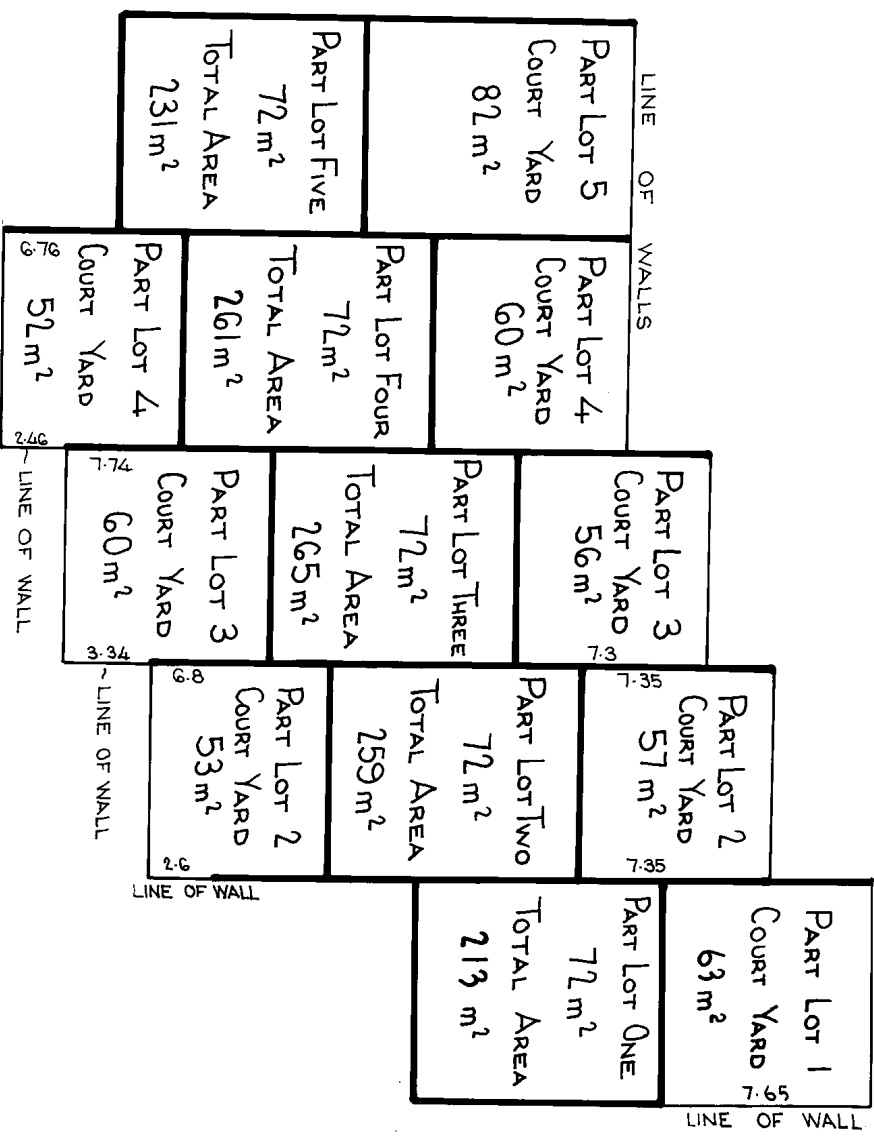 LINE OF WALLS
PART LOT 5
COURT YARD
82m²
PART LOT FIVE
72m²
TOTAL AREA
231m²
PART LOT 4
COURT YARD
60m²
PART LOT FOUR
72m²
TOTAL AREA
261m²
PART LOT 4
COURT YARD
52m²
6.76
2.46
LINE OF WALL
PART LOT 3
COURT YARD
56m²
7.3
PART LOT THREE
72m²
TOTAL AREA
265m²
7.74
PART LOT 3
COURT YARD
60m²
3.34
LINE OF WALL
7.35
PART LOT 2
COURT YARD
57m²
7.35
PART LOT TWO
72m²
TOTAL AREA
259m²
6.8
PART LOT 2
COURT YARD
53m²
2.6
LINE OF WALL
PART LOT 1
COURT YARD
63m²
7.65
LINE OF WALL
PART LOT ONE
72m²
TOTAL AREA
213m²